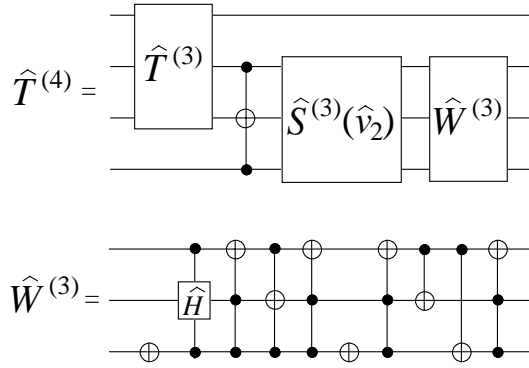 T̂⁽⁴⁾ = T̂⁽³⁾ Ŝ⁽³⁾(v̂₂) Ŵ⁽³⁾
Ŵ⁽³⁾ = Ĥ